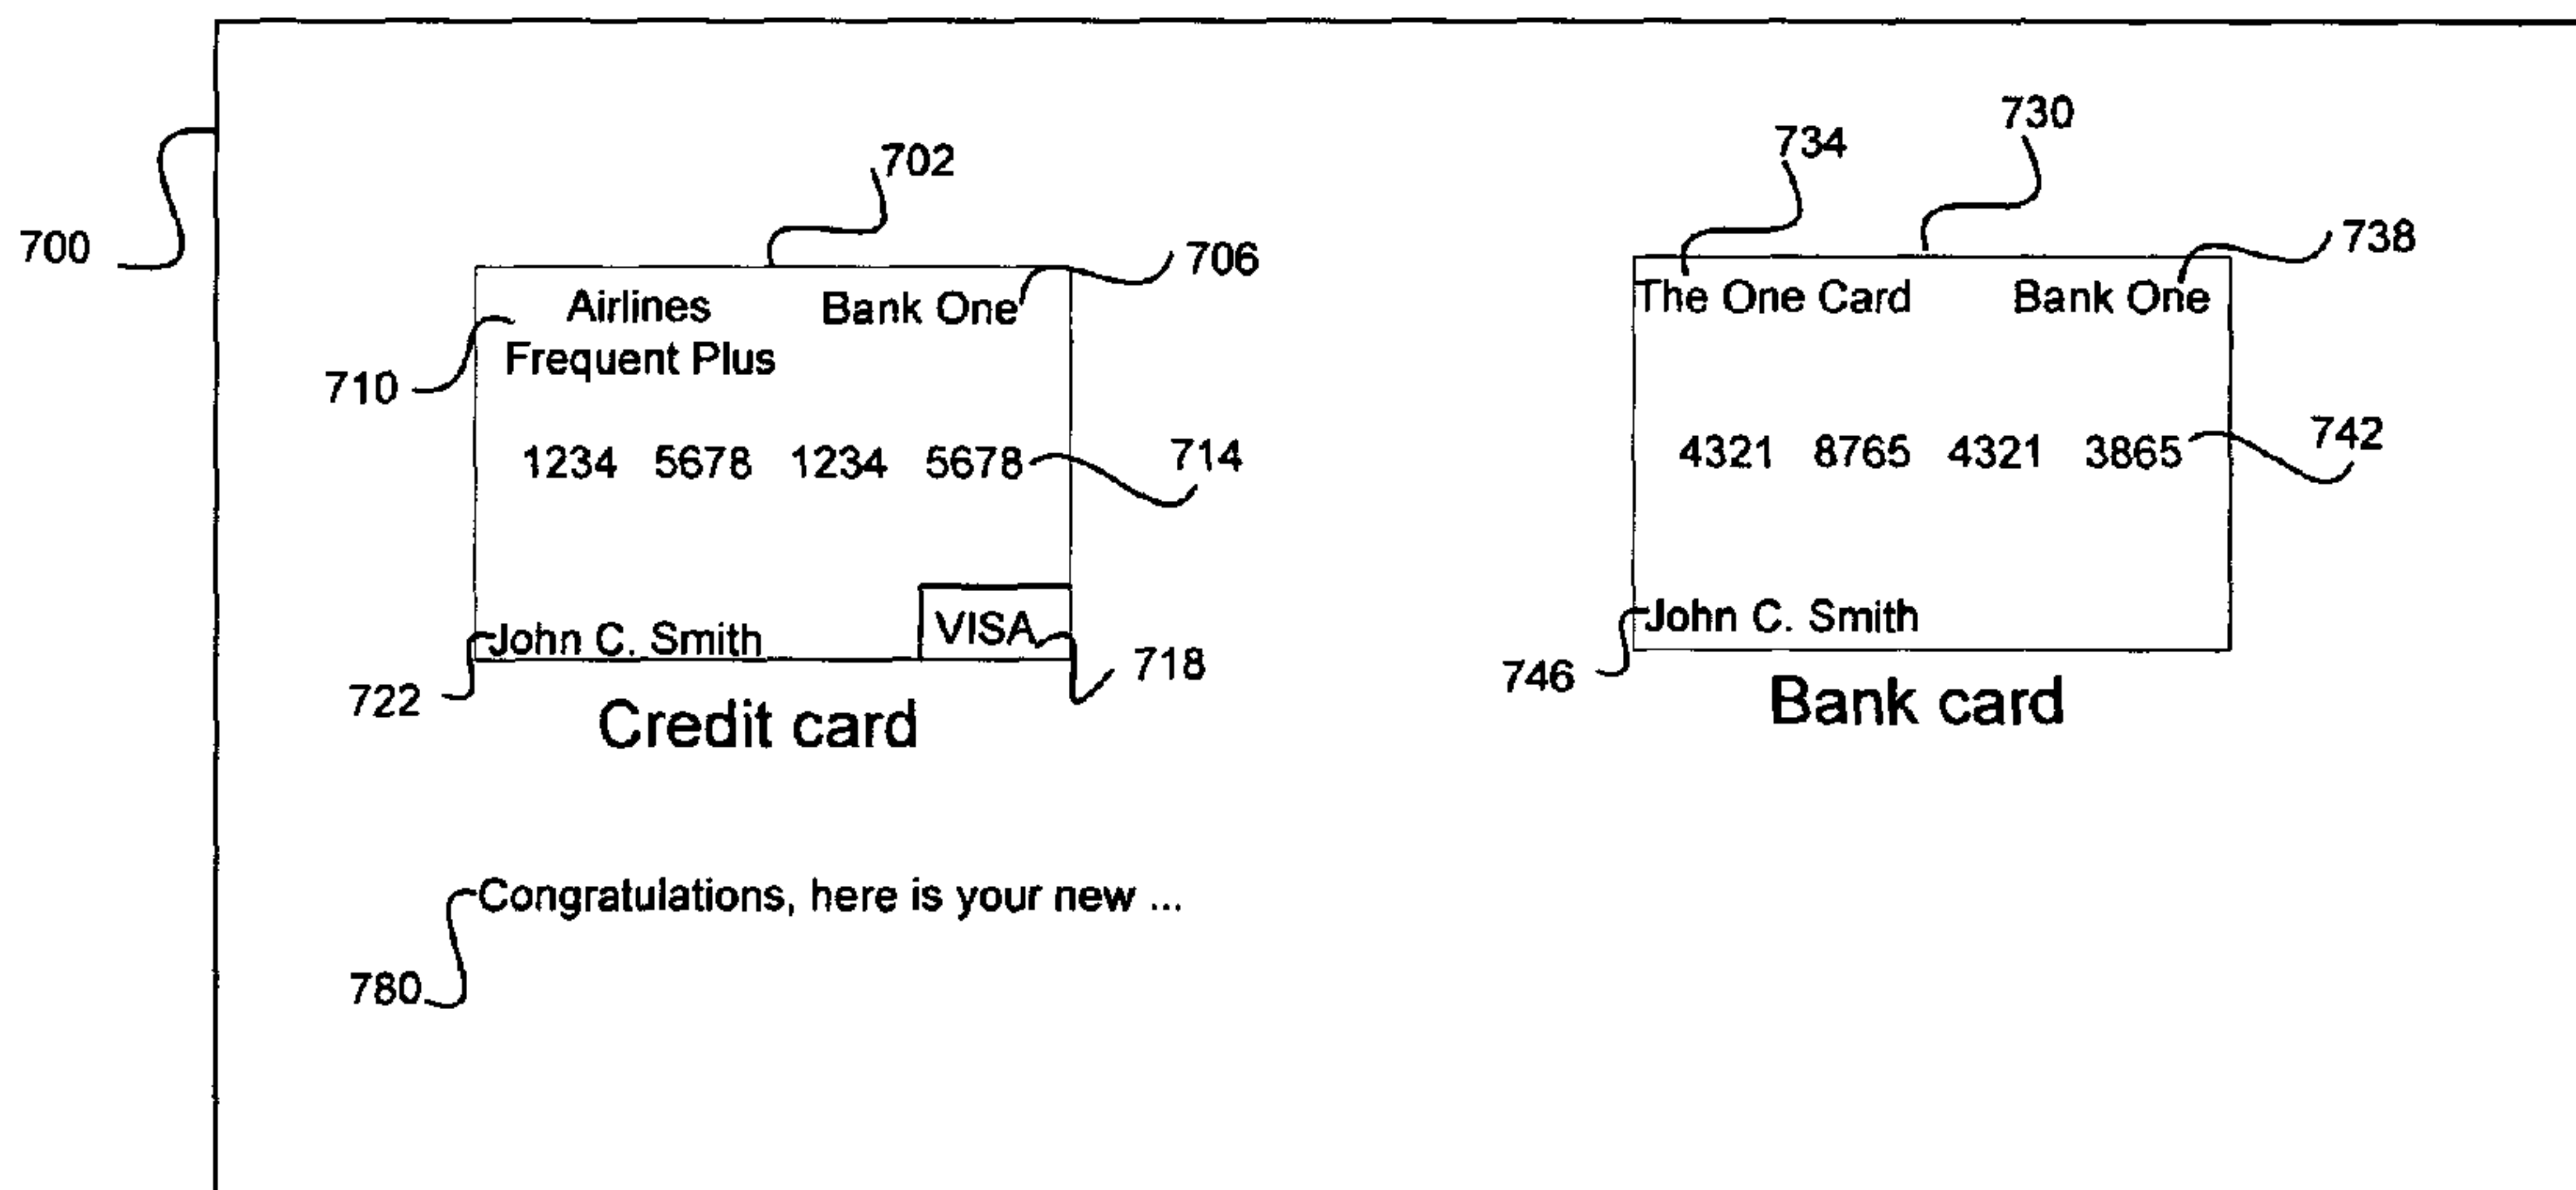 730
734
702
700
706
738
Airlines Bank One
Frequent Plus
The One Card Bank One
710
1234 5678 1234 5678
714
4321 8765 4321 3865
742
John C. Smith
VISA
718
722
Credit card
John C. Smith
746
Bank card
Congratulations, here is your new ...
780